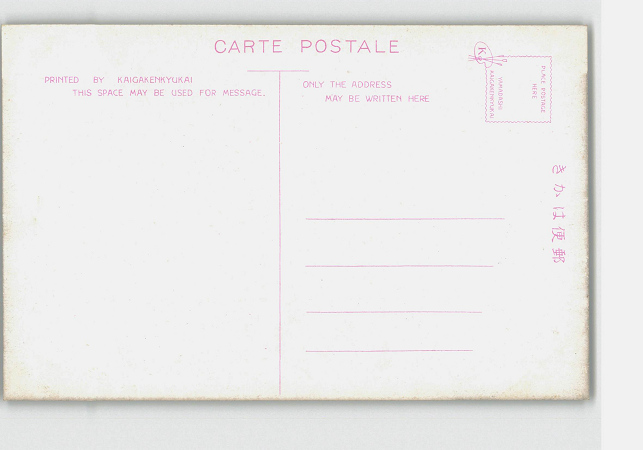 CARTE POSTALE
PRINTED BY KAIGAKENKYUKAI
THIS SPACE MAY BE USED FOR MESSAGE.
ONLY THE ADDRESS
MAY BE WRITTEN HERE
K
PLACE POSTAGE
HERE
KAIGAKENKYUKAI
きかは便郵